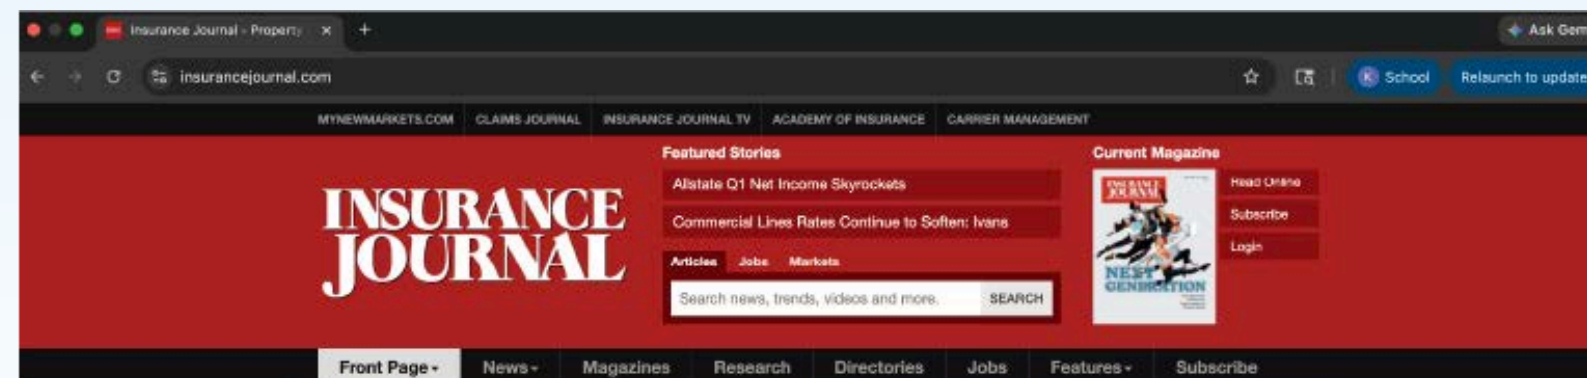 Insurance Journal - Property
Ask Gem
insurancejournal.com
K School
Relaunch to update
MYNEWMARKETS.COM CLAIMS JOURNAL INSURANCE JOURNAL TV ACADEMY OF INSURANCE CARRIER MANAGEMENT
INSURANCE
JOURNAL
Featured Stories
Allstate Q1 Net Income Skyrockets
Commercial Lines Rates Continue to Soften: Ivans
Articles Jobs Markets
Search news, trends, videos and more. SEARCH
Current Magazine
INSURANCE
JOURNAL
NEXT
GENERATION
Read Online
Subscribe
Login
Front Page News Magazines Research Directories Jobs Features Subscribe